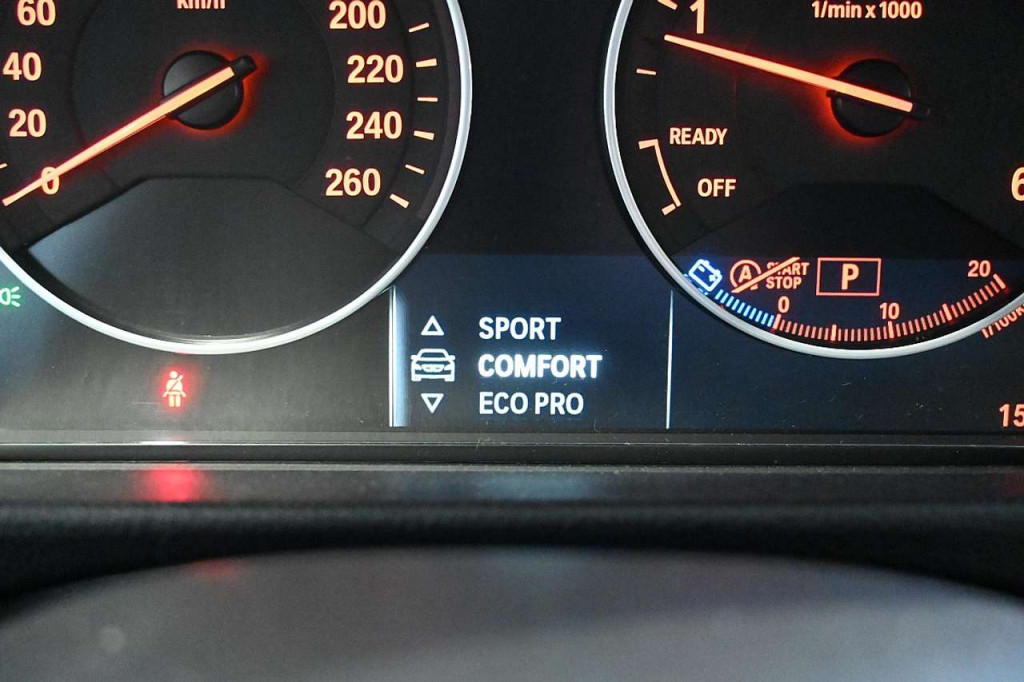 km/h
60
40
20
0
200
220
240
260
1
1/min x 1000
READY
OFF
6
A START
STOP
P
0
10
20
SPORT
COMFORT
ECO PRO
15